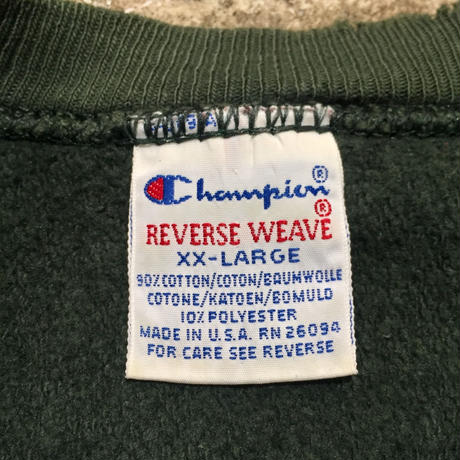 Champion®
REVERSE WEAVE®
XX-LARGE
90% COTTON/COTON/BAUMWOLLE
COTONE/KATOEN/BOMULD
10% POLYESTER
MADE IN U.S.A. RN 26094
FOR CARE SEE REVERSE